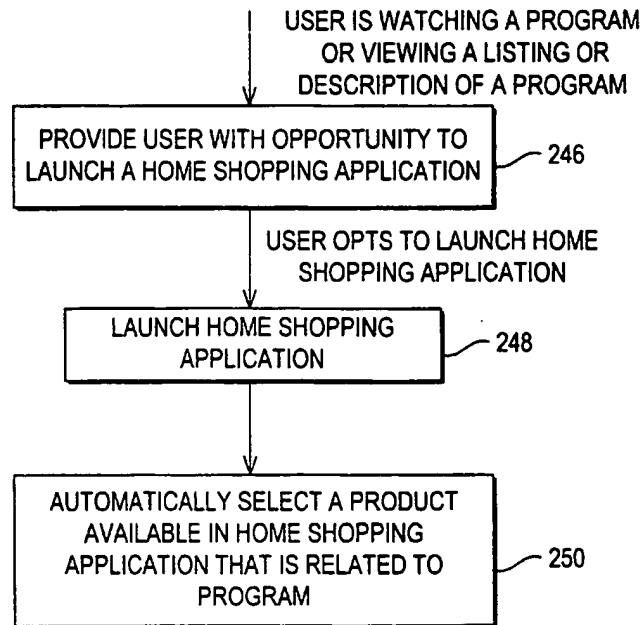 USER IS WATCHING A PROGRAM
OR VIEWING A LISTING OR
DESCRIPTION OF A PROGRAM
PROVIDE USER WITH OPPORTUNITY TO
LAUNCH A HOME SHOPPING APPLICATION
246
USER OPTS TO LAUNCH HOME
SHOPPING APPLICATION
LAUNCH HOME SHOPPING
APPLICATION
248
AUTOMATICALLY SELECT A PRODUCT
AVAILABLE IN HOME SHOPPING
APPLICATION THAT IS RELATED TO
PROGRAM
250